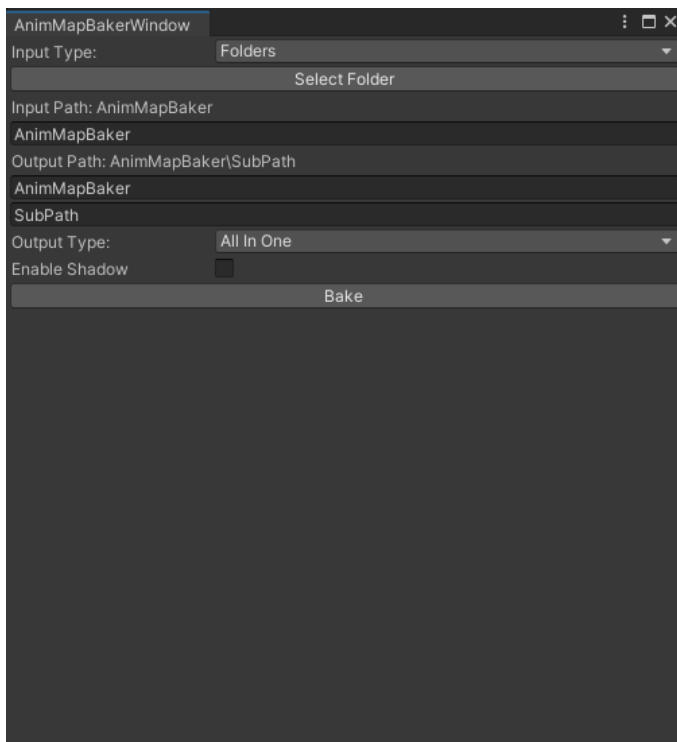 AnimMapBakerWindow
Input Type: Folders
Select Folder
Input Path: AnimMapBaker
AnimMapBaker
Output Path: AnimMapBaker\SubPath
AnimMapBaker
SubPath
Output Type: All In One
Enable Shadow
Bake